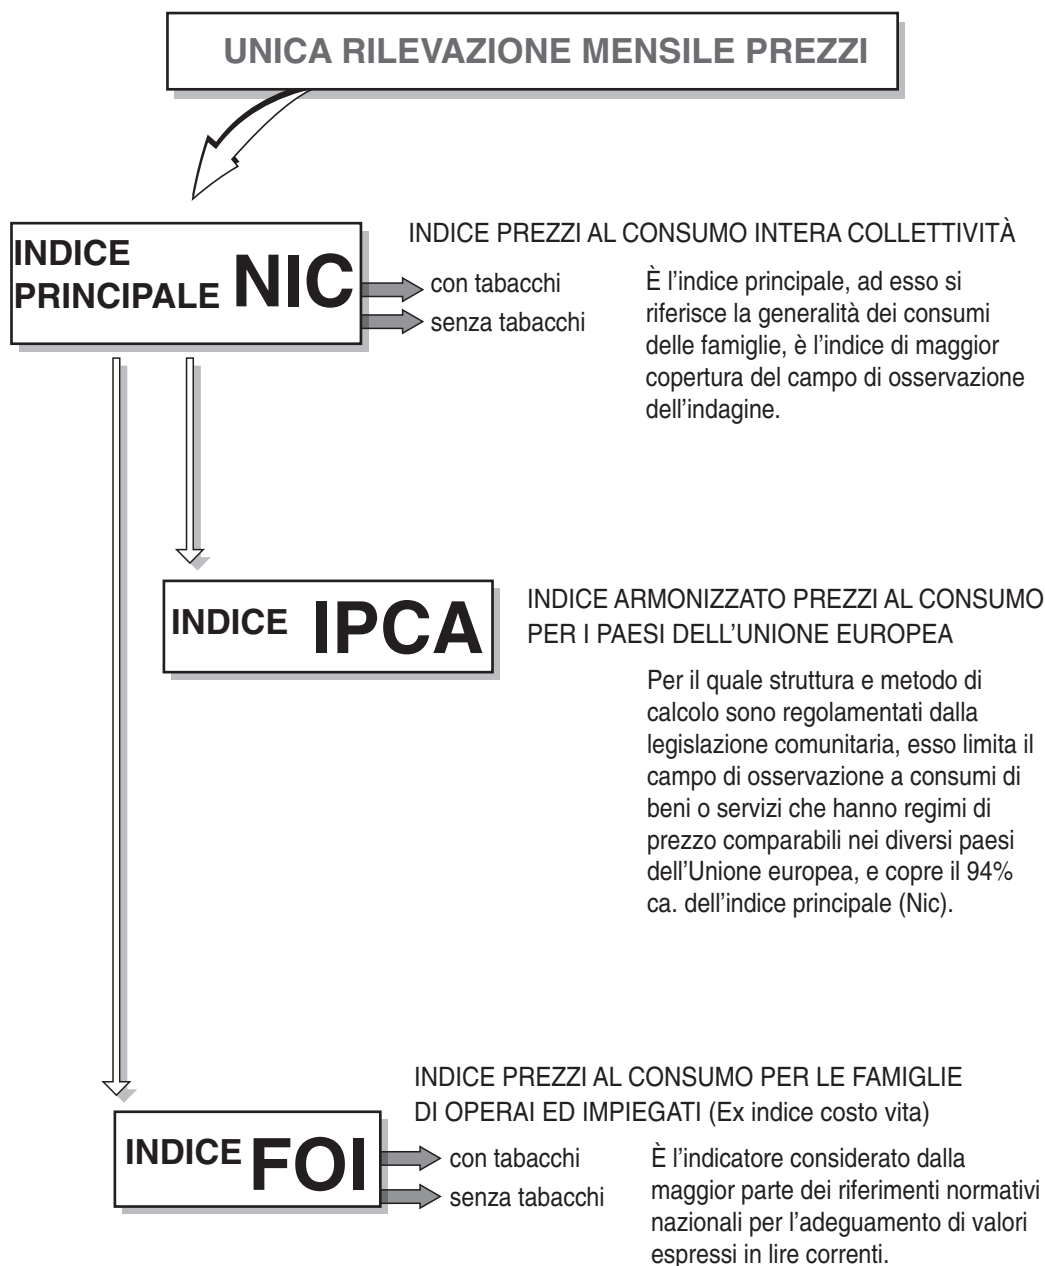 UNICA RILEVAZIONE MENSILE PREZZI
INDICE
PRINCIPALE NIC
INDICE PREZZI AL CONSUMO INTERA COLLETTIVITÀ
con tabacchi
senza tabacchi
È l'indice principale, ad esso si
riferisce la generalità dei consumi
delle famiglie, è l'indice di maggior
copertura del campo di osservazione
dell'indagine.
INDICE IPCA
INDICE ARMONIZZATO PREZZI AL CONSUMO
PER I PAESI DELL'UNIONE EUROPEA
Per il quale struttura e metodo di
calcolo sono regolamentati dalla
legislazione comunitaria, esso limita il
campo di osservazione a consumi di
beni o servizi che hanno regimi di
prezzo comparabili nei diversi paesi
dell'Unione europea, e copre il 94%
ca. dell'indice principale (Nic).
INDICE FOI
INDICE PREZZI AL CONSUMO PER LE FAMIGLIE
DI OPERAI ED IMPIEGATI (Ex indice costo vita)
con tabacchi
senza tabacchi
È l'indicatore considerato dalla
maggior parte dei riferimenti normativi
nazionali per l'adeguamento di valori
espressi in lire correnti.